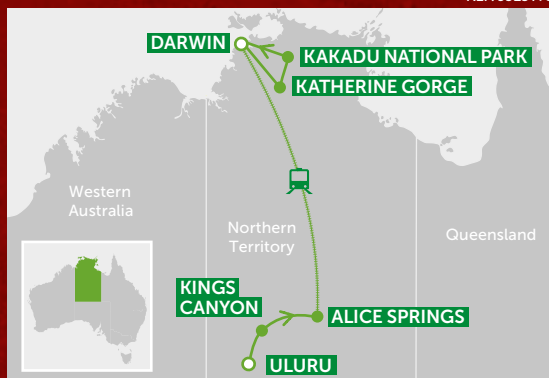 DARWIN
KAKADU NATIONAL PARK
KATHERINE GORGE
Western
Australia
Northern
Territory
Queensland
KINGS
CANYON
ALICE SPRINGS
ULURU